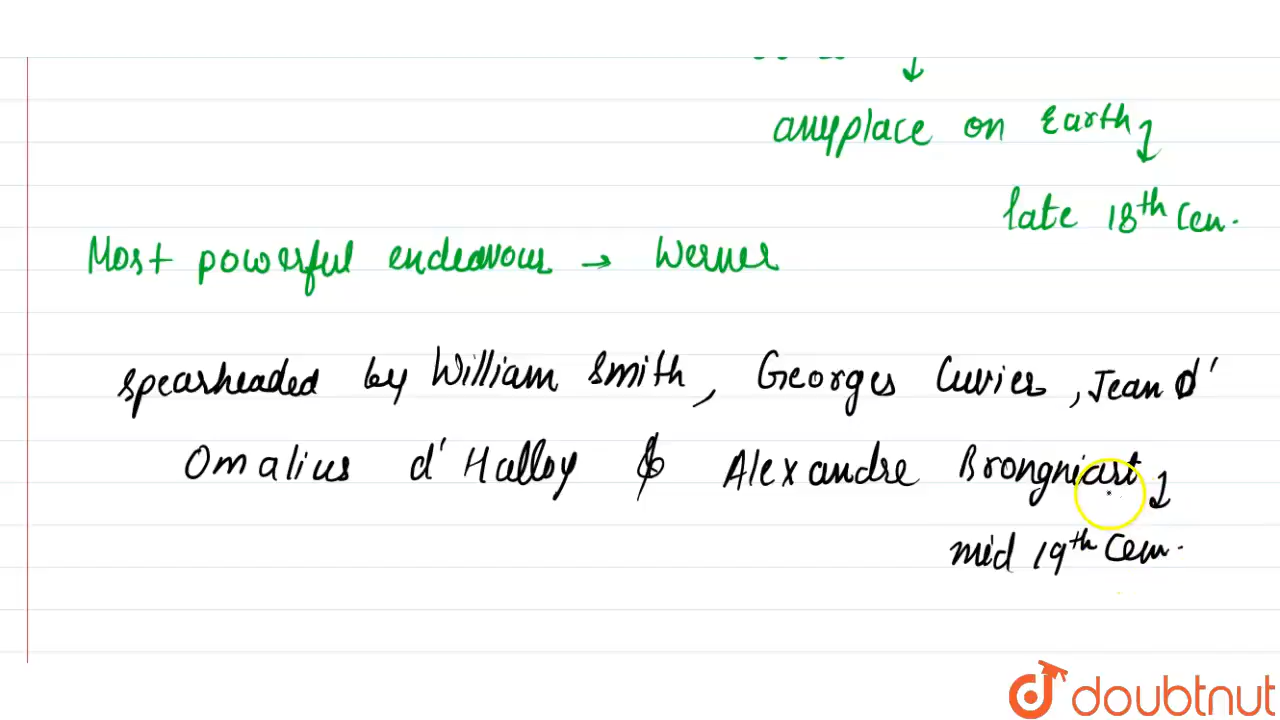 anyplace on Earth
late 18th Cen.
Most powerful endeavour → Werner
spearheaded by William Smith, Georges Cuvier, Jean d'
Omalius d'Halloy & Alexandre Brongniart
mid 19th Cen.
doubtnut